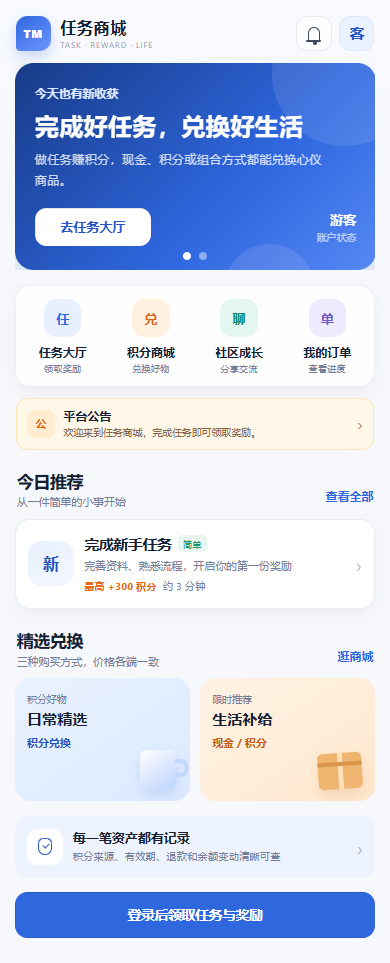 TM
任务商城
TASK · REWARD · LIFE
客
今天也有新收获
完成好任务，兑换好生活
做任务赚积分，现金、积分或组合方式都能兑换心仪
商品。
去任务大厅
游客
账户状态
任
兑
聊
单
任务大厅
积分商城
社区成长
我的订单
领取奖励
兑换好物
分享交流
查看进度
公
平台公告
欢迎来到任务商城，完成任务即可领取奖励。
今日推荐
从一件简单的小事开始
查看全部
新
完成新手任务 简单
完善资料、熟悉流程，开启你的第一份奖励
最高 +300 积分 约 3 分钟
精选兑换
三种购买方式，价格各端一致
逛商城
积分好物
日常精选
积分兑换
限时推荐
生活补给
现金 / 积分
每一笔资产都有记录
积分来源、有效期、退款和余额变动清晰可查
登录后领取任务与奖励